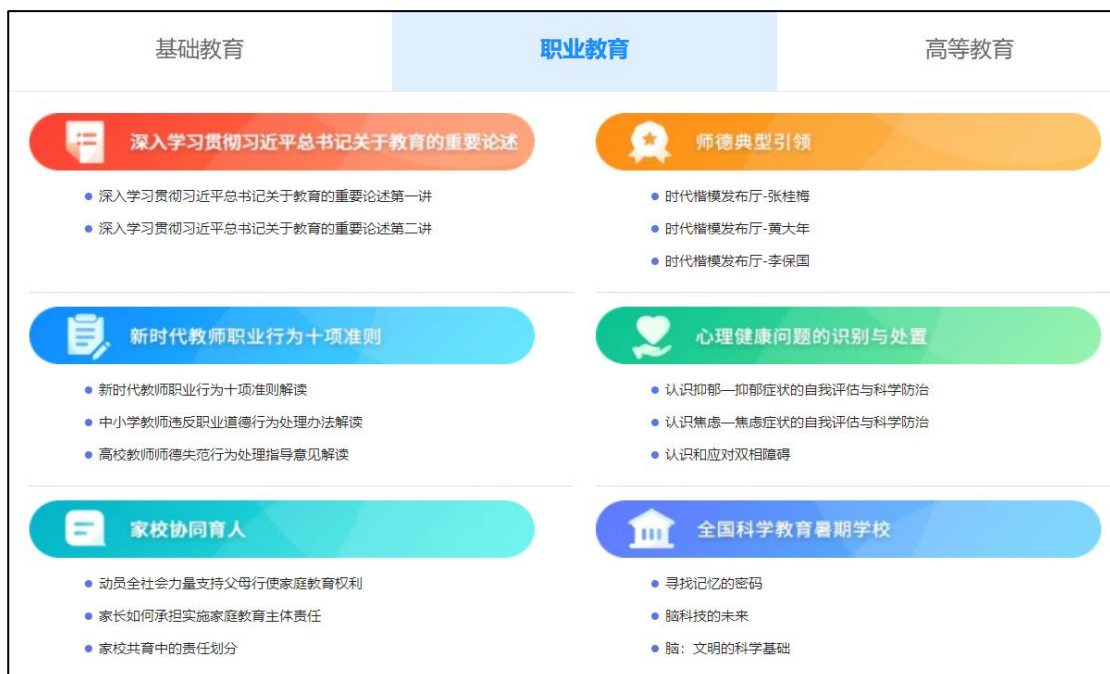 基础教育
职业教育
高等教育
深入学习贯彻习近平总书记关于教育的重要论述
深入学习贯彻习近平总书记关于教育的重要论述第一讲
深入学习贯彻习近平总书记关于教育的重要论述第二讲
师德典型引领
时代楷模发布厅-张桂梅
时代楷模发布厅-黄大年
时代楷模发布厅-李保国
新时代教师职业行为十项准则
新时代教师职业行为十项准则解读
中小学教师违反职业道德行为处理办法解读
高校教师师德失范行为处理指导意见解读
心理健康问题的识别与处置
认识抑郁—抑郁症状的自我评估与科学防治
认识焦虑—焦虑症状的自我评估与科学防治
认识和应对双相障碍
家校协同育人
动员全社会力量支持父母行使家庭教育权利
家长如何承担实施家庭教育主体责任
家校共育中的责任划分
全国科学教育暑期学校
寻找记忆的密码
脑科技的未来
脑：文明的科学基础